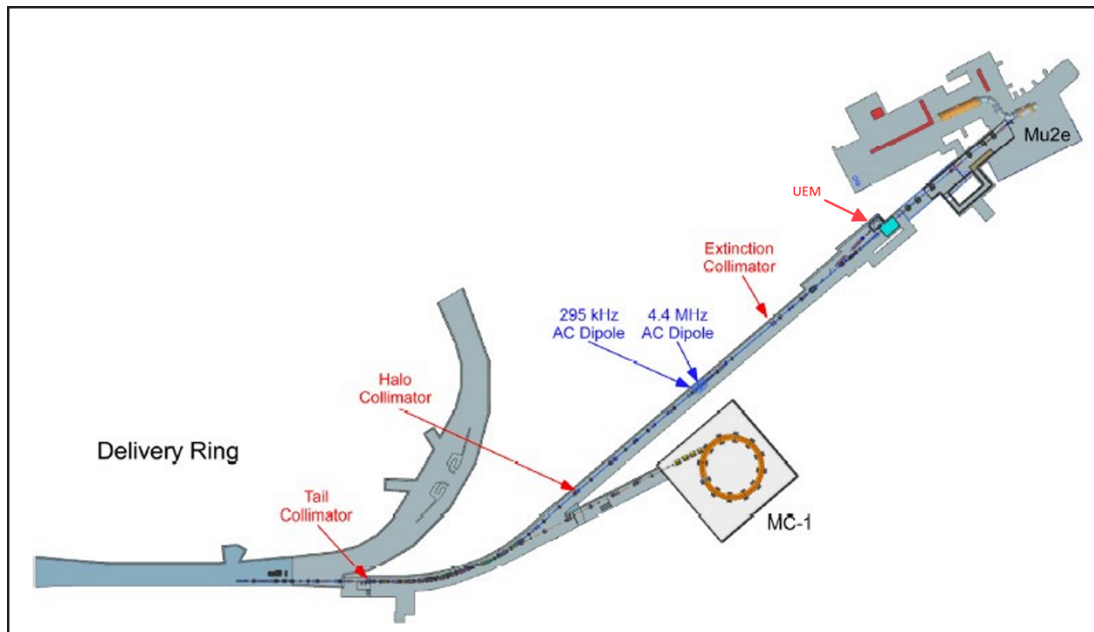 Mu2e
UEM
Extinction
Collimator
295 kHz
AC Dipole
4.4 MHz
AC Dipole
Halo
Collimator
Delivery Ring
Tail
Collimator
MC-1